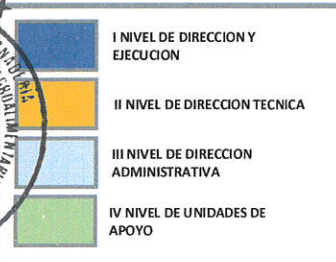 I NIVEL DE DIRECCION Y
EJECUCION
II NIVEL DE DIRECCION TECNICA
III NIVEL DE DIRECCION
ADMINISTRATIVA
IV NIVEL DE UNIDADES DE
APOYO